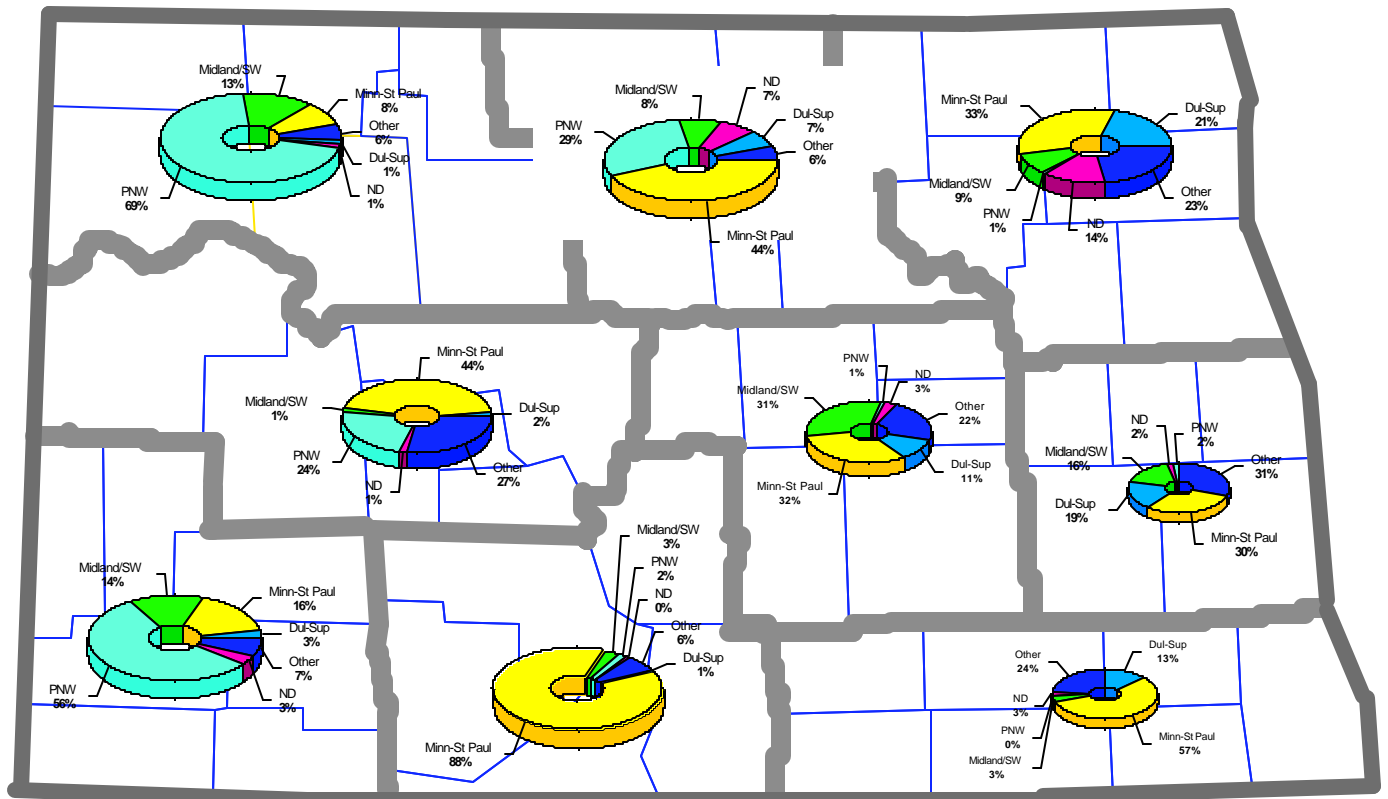 Midland/SW
13%
Minn-St Paul
8%
Other
6%
Dul-Sup
1%
ND
1%
PNW
69%
Midland/SW
8%
ND
7%
Dul-Sup
7%
Other
6%
PNW
29%
Minn-St Paul
44%
Minn-St Paul
33%
Dul-Sup
21%
Midland/SW
9%
PNW
1%
ND
14%
Other
23%
Minn-St Paul
44%
Midland/SW
1%
Dul-Sup
2%
PNW
24%
ND
1%
Other
27%
PNW
1%
ND
3%
Midland/SW
31%
Other
22%
Dul-Sup
11%
Minn-St Paul
32%
ND
2%
PNW
2%
Midland/SW
16%
Other
31%
Dul-Sup
19%
Minn-St Paul
30%
Midland/SW
14%
Minn-St Paul
16%
Dul-Sup
3%
Other
7%
ND
3%
PNW
56%
Midland/SW
3%
PNW
2%
ND
0%
Other
6%
Dul-Sup
1%
Minn-St Paul
88%
Other
24%
Dul-Sup
13%
ND
3%
PNW
0%
Midland/SW
3%
Minn-St Paul
57%